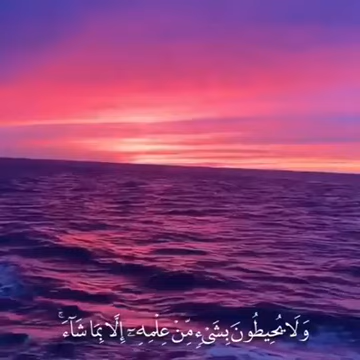 وَلَا يُحِيطُونَ بِشَىْءٍ مِّنْ عِلْمِهِۦٓ إِلَّا بِمَا شَآءَ ۚ